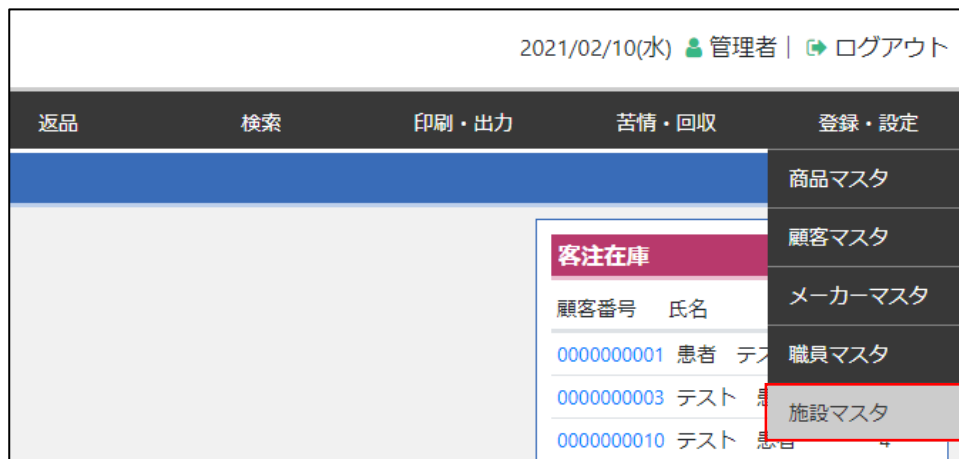 2021/02/10(水) 管理者｜ ログアウト
返品 検索 印刷・出力 苦情・回収 登録・設定
商品マスタ
顧客マスタ
メーカーマスタ
職員マスタ
施設マスタ
客注在庫
顧客番号 氏名
0000000001 患者 テス
0000000003 テスト
0000000010 テスト 患者 4